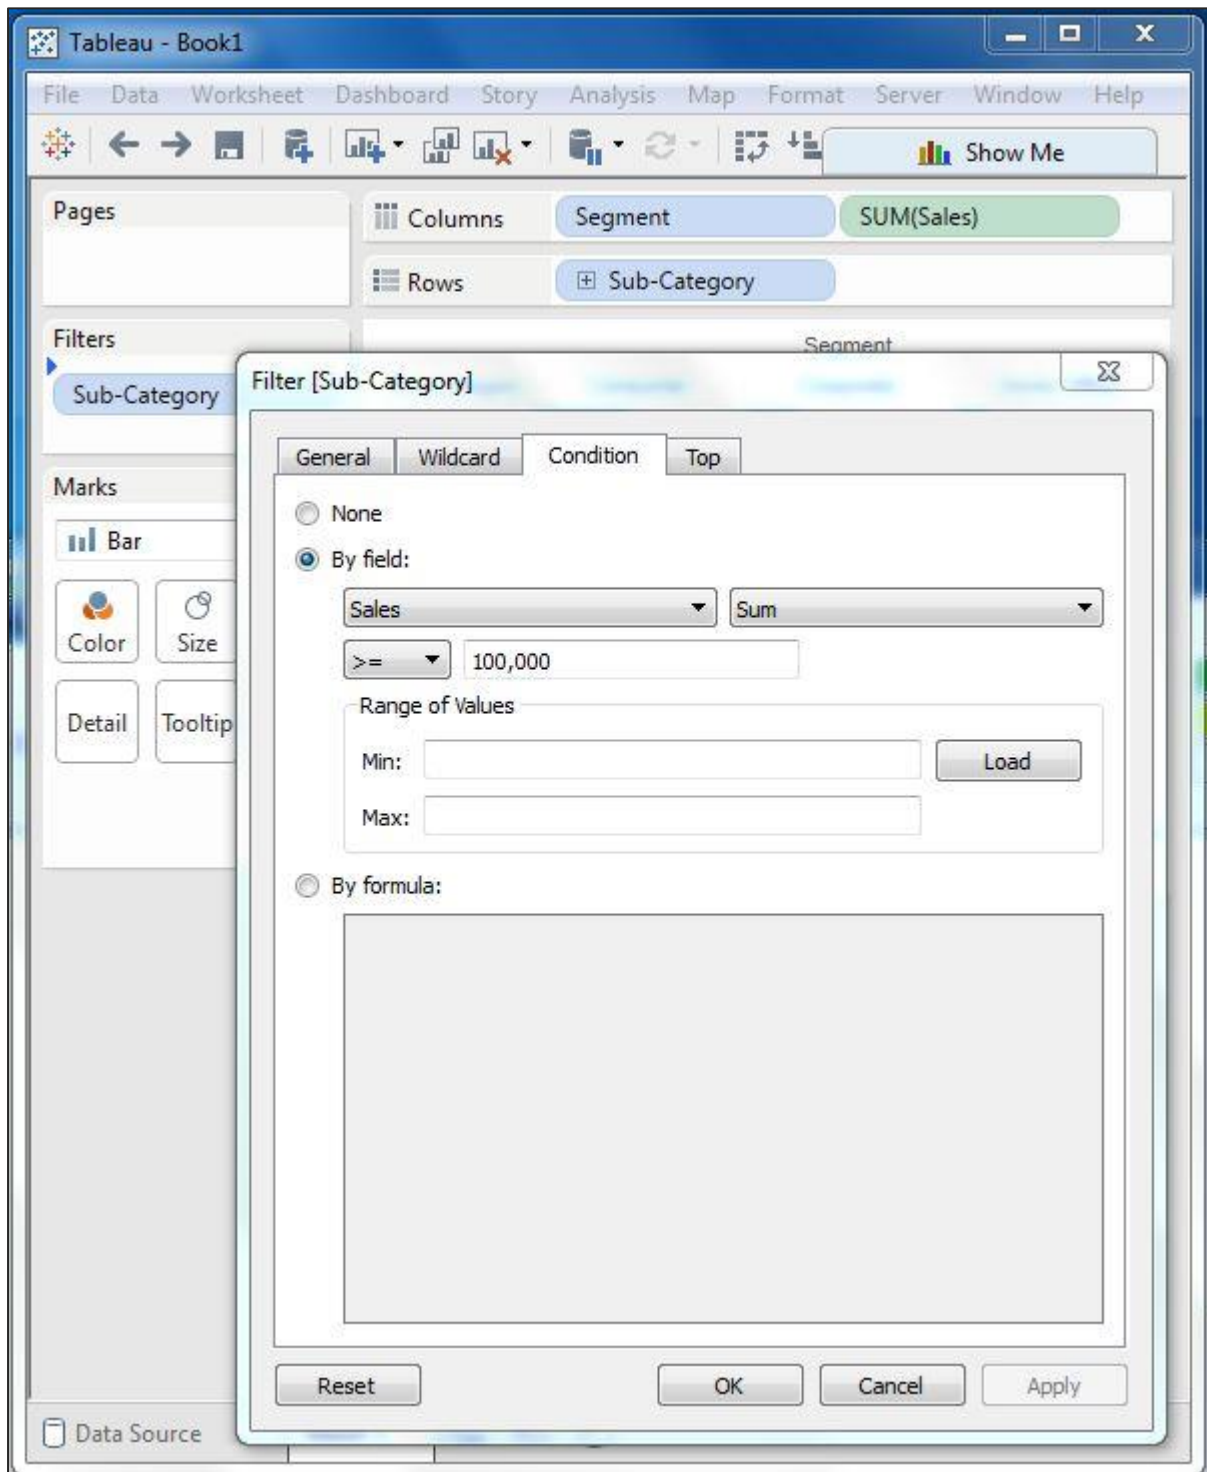 Tableau - Book1
File Data Worksheet Dashboard Story Analysis Map Format Server Window Help
Show Me
Pages
Columns Segment SUM(Sales)
Rows Sub-Category
Filters
Segment
Sub-Category
Filter [Sub-Category]
General Wildcard Condition Top
Marks
None
Bar
By field:
Sales Sum
Color Size
>= 100,000
Range of Values
Detail Tooltip
Min: Load
Max:
By formula:
Reset OK Cancel Apply
Data Source